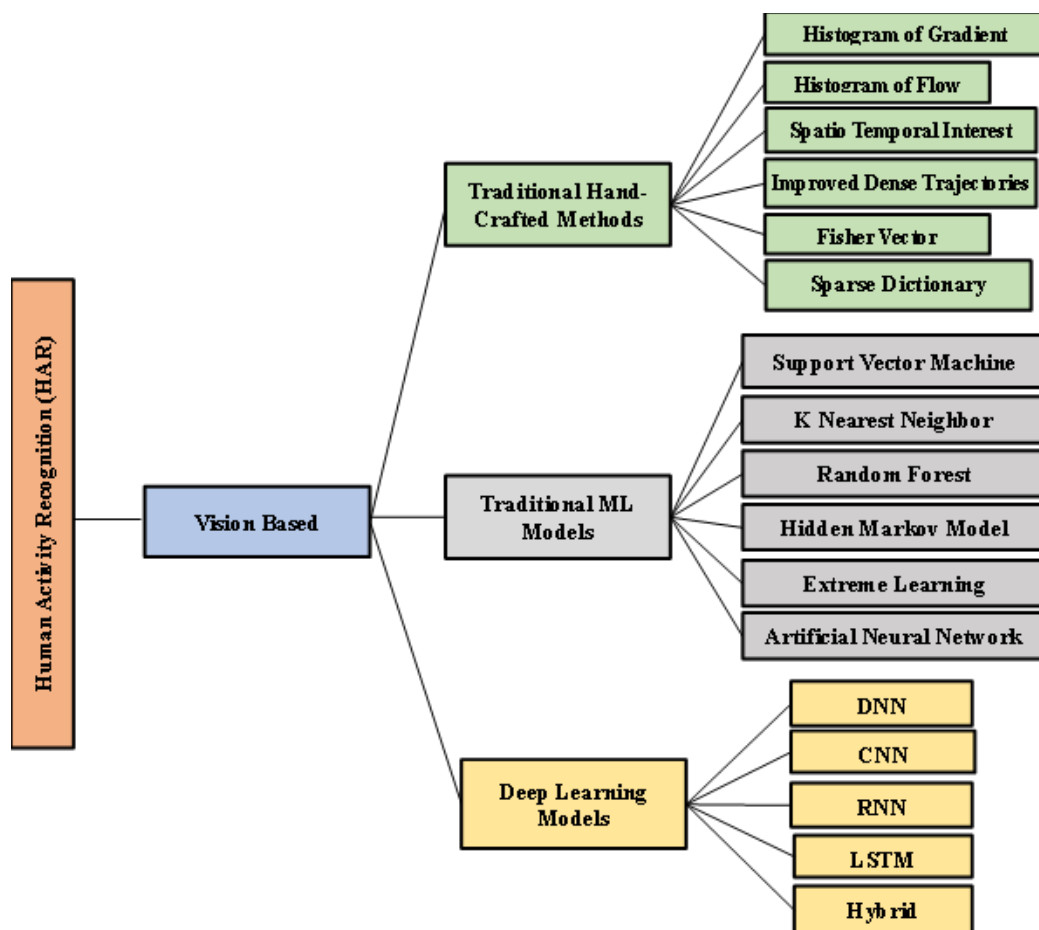 Human Activity Recognition (HAR)
Vision Based
Traditional Hand-
Crafted Methods
Histogram of Gradient
Histogram of Flow
Spatio Temporal Interest
Improved Dense Trajectories
Fisher Vector
Sparse Dictionary
Traditional ML
Models
Support Vector Machine
K Nearest Neighbor
Random Forest
Hidden Markov Model
Extreme Learning
Artificial Neural Network
Deep Learning
Models
DNN
CNN
RNN
LSTM
Hybrid